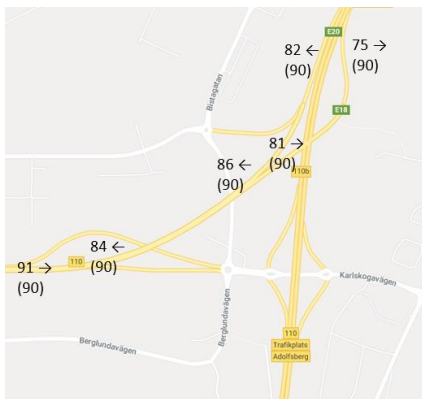 E20
82 ← 75 →
(90) (90)
Bistagatan
E18
81 →
(90)
110b
86 ←
(90)
84 ←
(90)
110
91 →
(90)
Karlskogavägen
Berglundavägen
Berglundavägen
110
Trafikplats
Adolfsberg